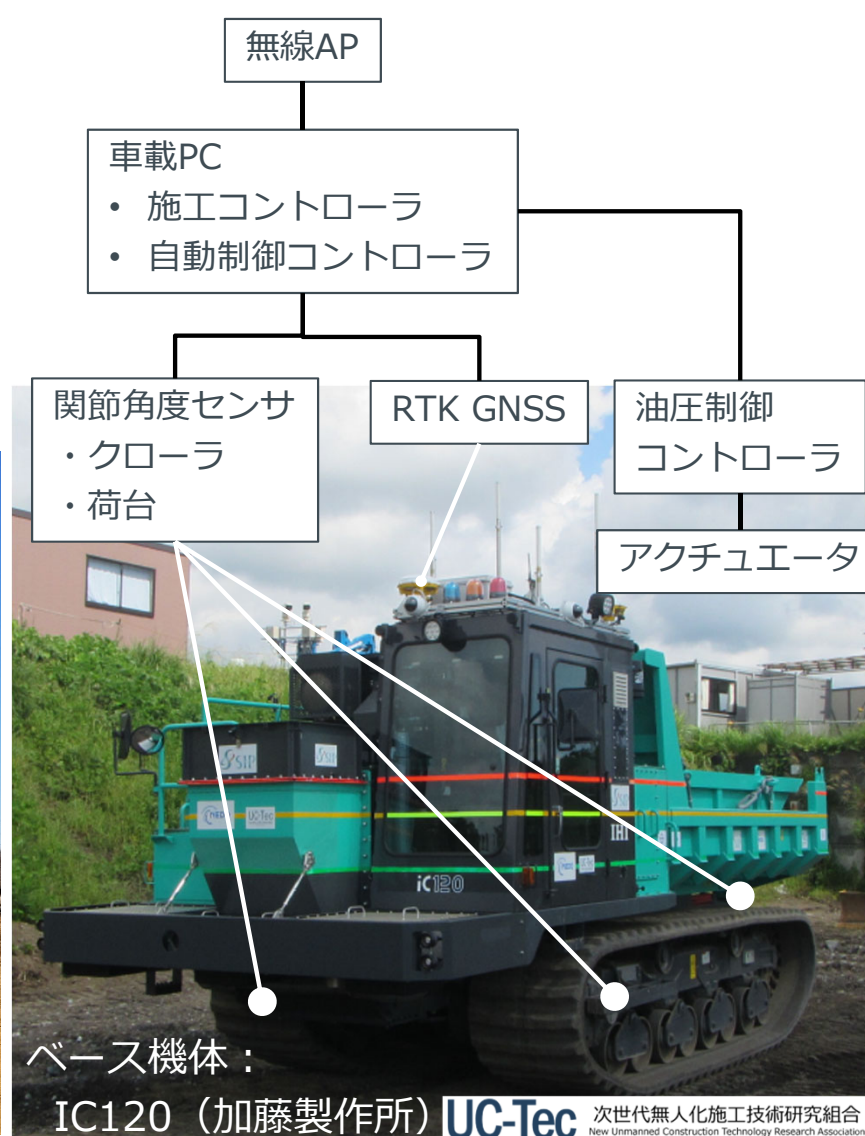 無線AP
車載PC
• 施工コントローラ
• 自動制御コントローラ
関節角度センサ
・クローラ
・荷台
RTK GNSS
油圧制御
コントローラ
アクチュエータ
SIP
SIP
SIP
NEDO
UC-Tec
IHI
NEDO
UC-Tec
iC120
ベース機体：
IC120（加藤製作所）
UC-Tec
次世代無人化施工技術研究組合
New Unmanned Construction Technology Research Association